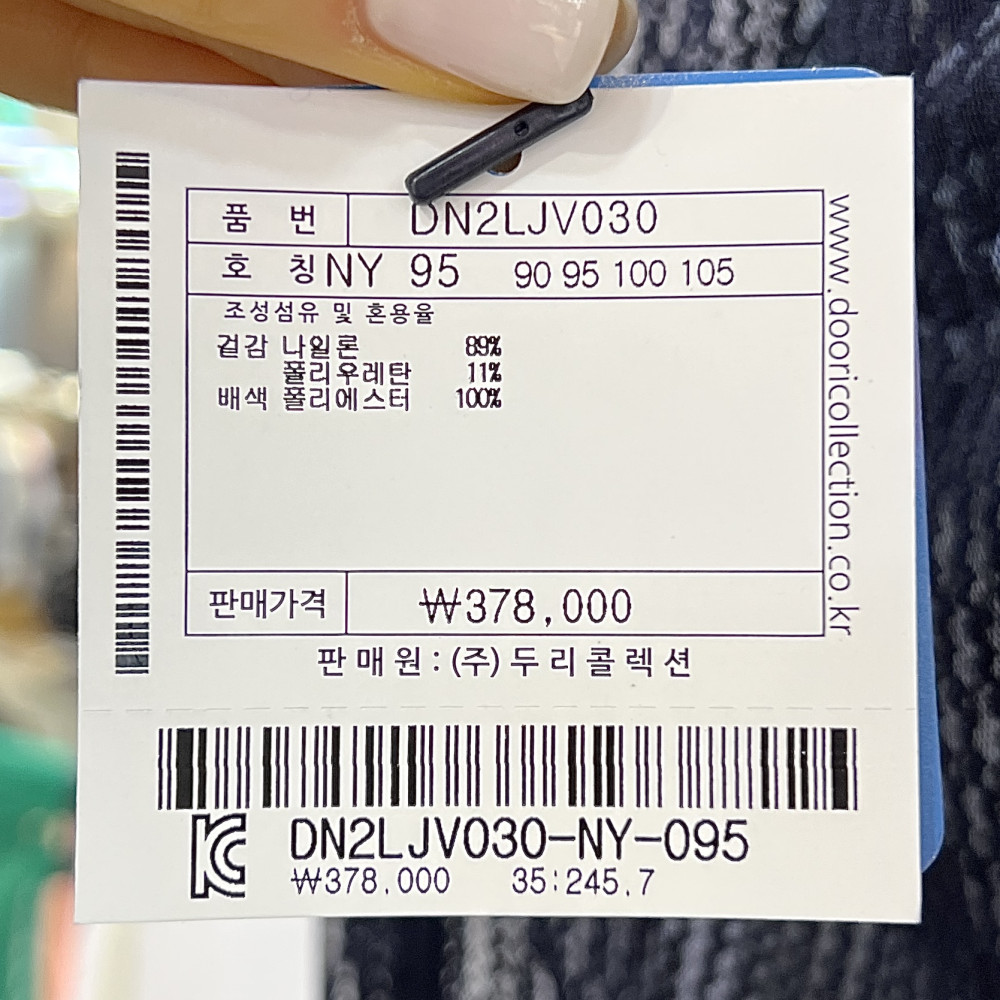 품 번 DN2LJV030
호 칭 NY 95 90 95 100 105
조성섬유 및 혼용율
겉감 나일론 89%
폴리우레탄 11%
배색 폴리에스터 100%
판매가격 ₩378,000
판매원 : (주)두리콜렉션
www.dooricollection.co.kr
DN2LJV030-NY-095
₩378,000 35:245.7